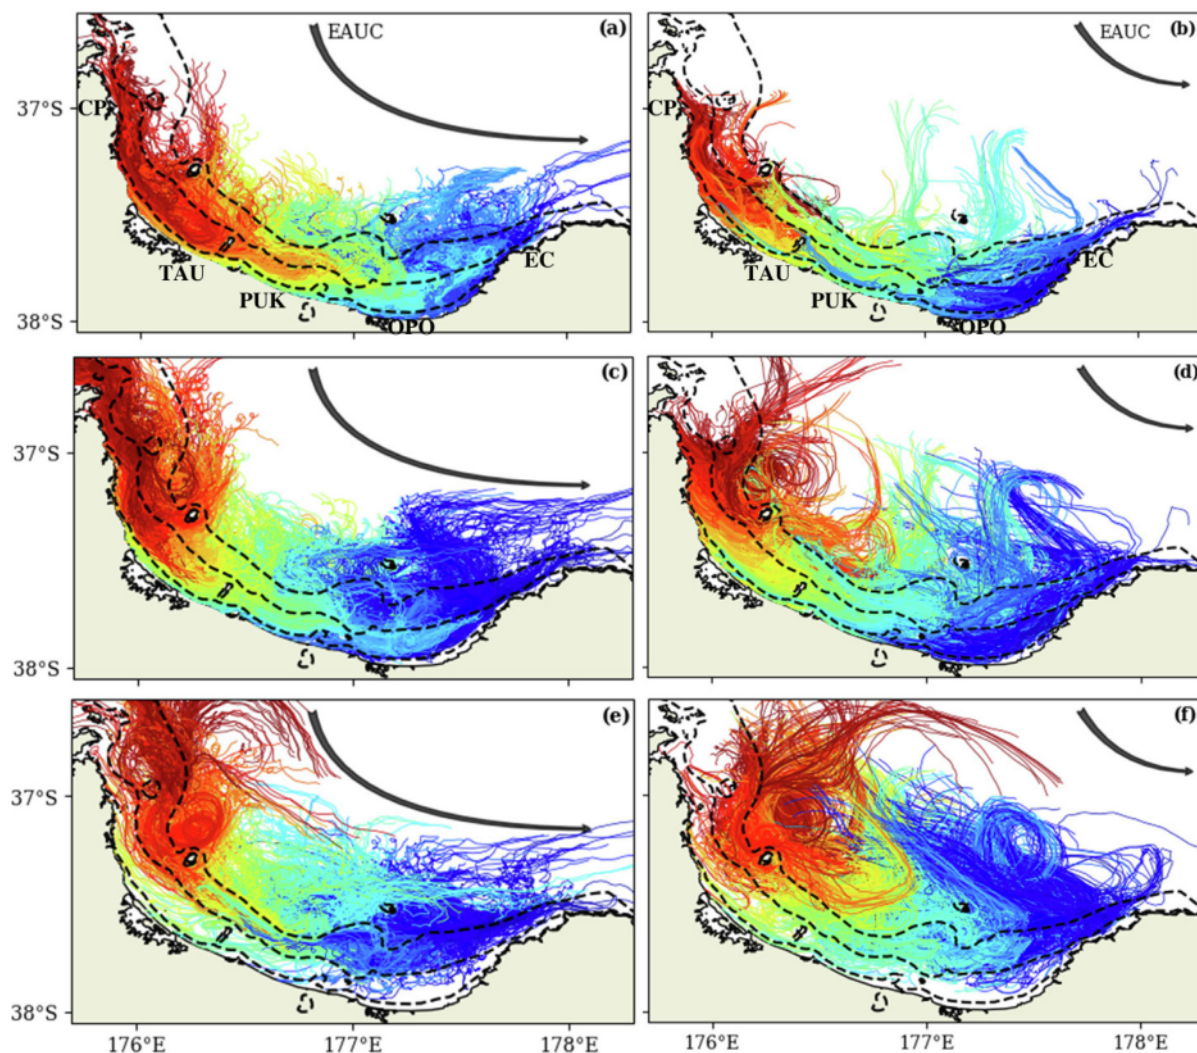 (a)
EAUC
37°S
CP
TAU
PUK
EC
OPO
38°S
(b)
EAUC
CP
TAU
PUK
EC
OPO
(c)
37°S
38°S
(d)
(e)
37°S
38°S
176°E 177°E 178°E
(f)
176°E 177°E 178°E